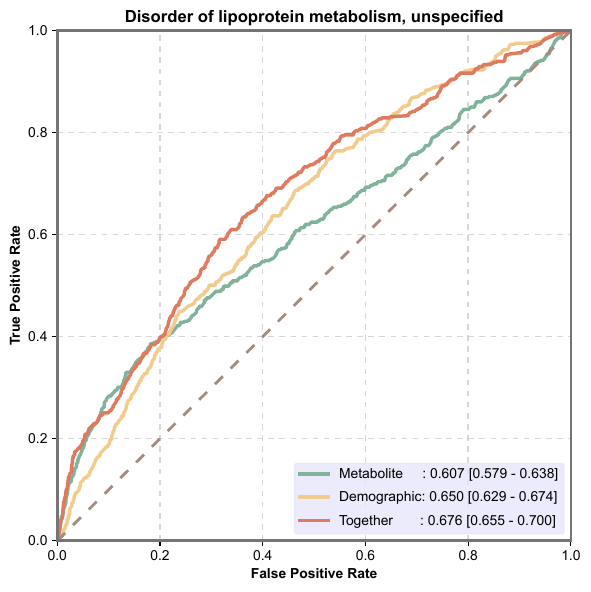 Disorder of lipoprotein metabolism, unspecified
True Positive Rate
1.0
0.8
0.6
0.4
0.2
0.0
Metabolite : 0.607 [0.579 - 0.638]
Demographic: 0.650 [0.629 - 0.674]
Together : 0.676 [0.655 - 0.700]
0.0 0.2 0.4 0.6 0.8 1.0
False Positive Rate